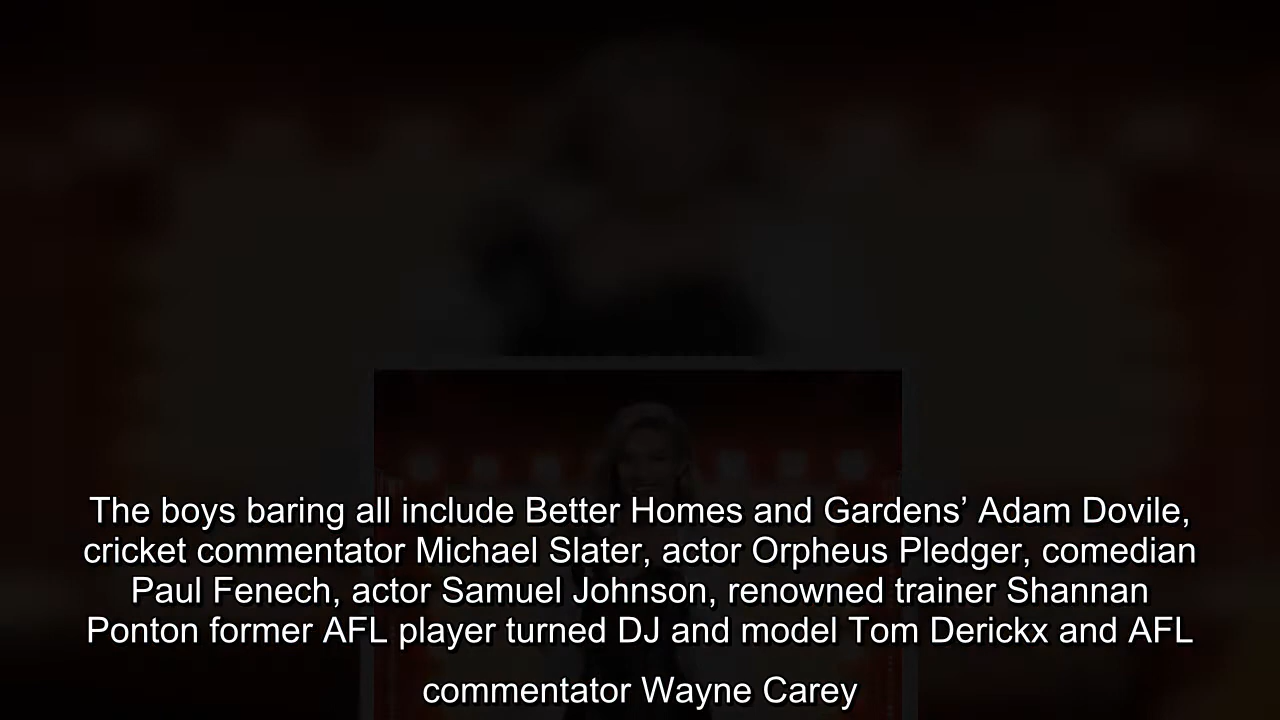 The boys baring all include Better Homes and Gardens’ Adam Dovile,
cricket commentator Michael Slater, actor Orpheus Pledger, comedian
Paul Fenech, actor Samuel Johnson, renowned trainer Shannan
Ponton former AFL player turned DJ and model Tom Derickx and AFL
commentator Wayne Carey